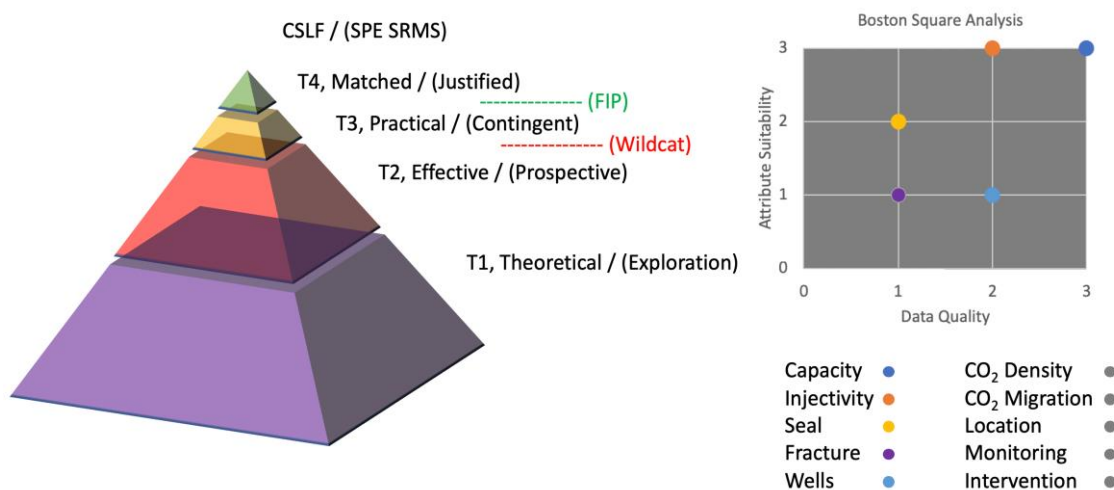 CSLF / (SPE SRMS)
T4, Matched / (Justified)
--------------- (FIP)
T3, Practical / (Contingent)
--------------- (Wildcat)
T2, Effective / (Prospective)
T1, Theoretical / (Exploration)
Boston Square Analysis
Attribute Suitability
3
2
1
0
0 1 2 3
Data Quality
Capacity
Injectivity
Seal
Fracture
Wells
CO₂ Density
CO₂ Migration
Location
Monitoring
Intervention